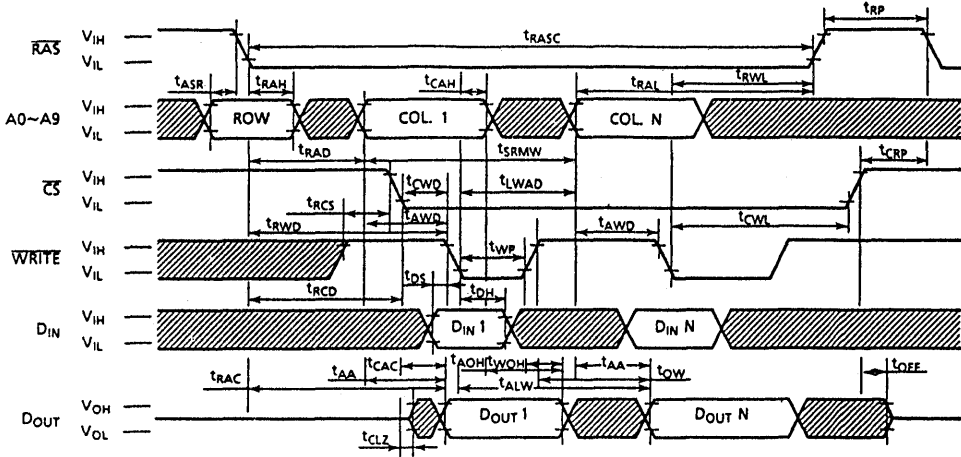 tRP
RAS VIH VIL tRASC
tASR tRAH tCAH tRAL tRWL
A0~A9 VIH VIL ROW COL. 1 COL. N
tRAD tSRMW tCRP
CS VIH VIL tCWD tLWAD
tRCS tAWD tCWL
tRWD tAWD
WRITE VIH VIL tWP
tDS tDH
tRCD
DIN VIH VIL DIN 1 DIN N
tCAC tAOH tWOH tAA tOW tOFF
tRAC tAA tALW
DOUT VOH VOL DOUT 1 DOUT N
tCLZ